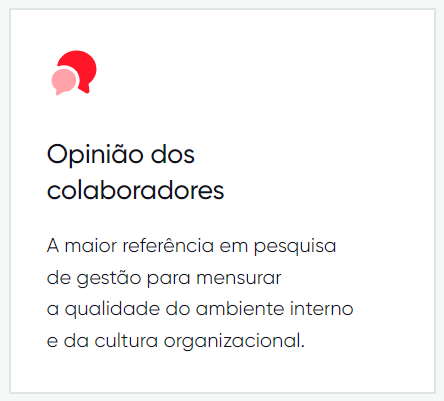 Opinião dos
colaboradores
A maior referência em pesquisa
de gestão para mensurar
a qualidade do ambiente interno
e da cultura organizacional.